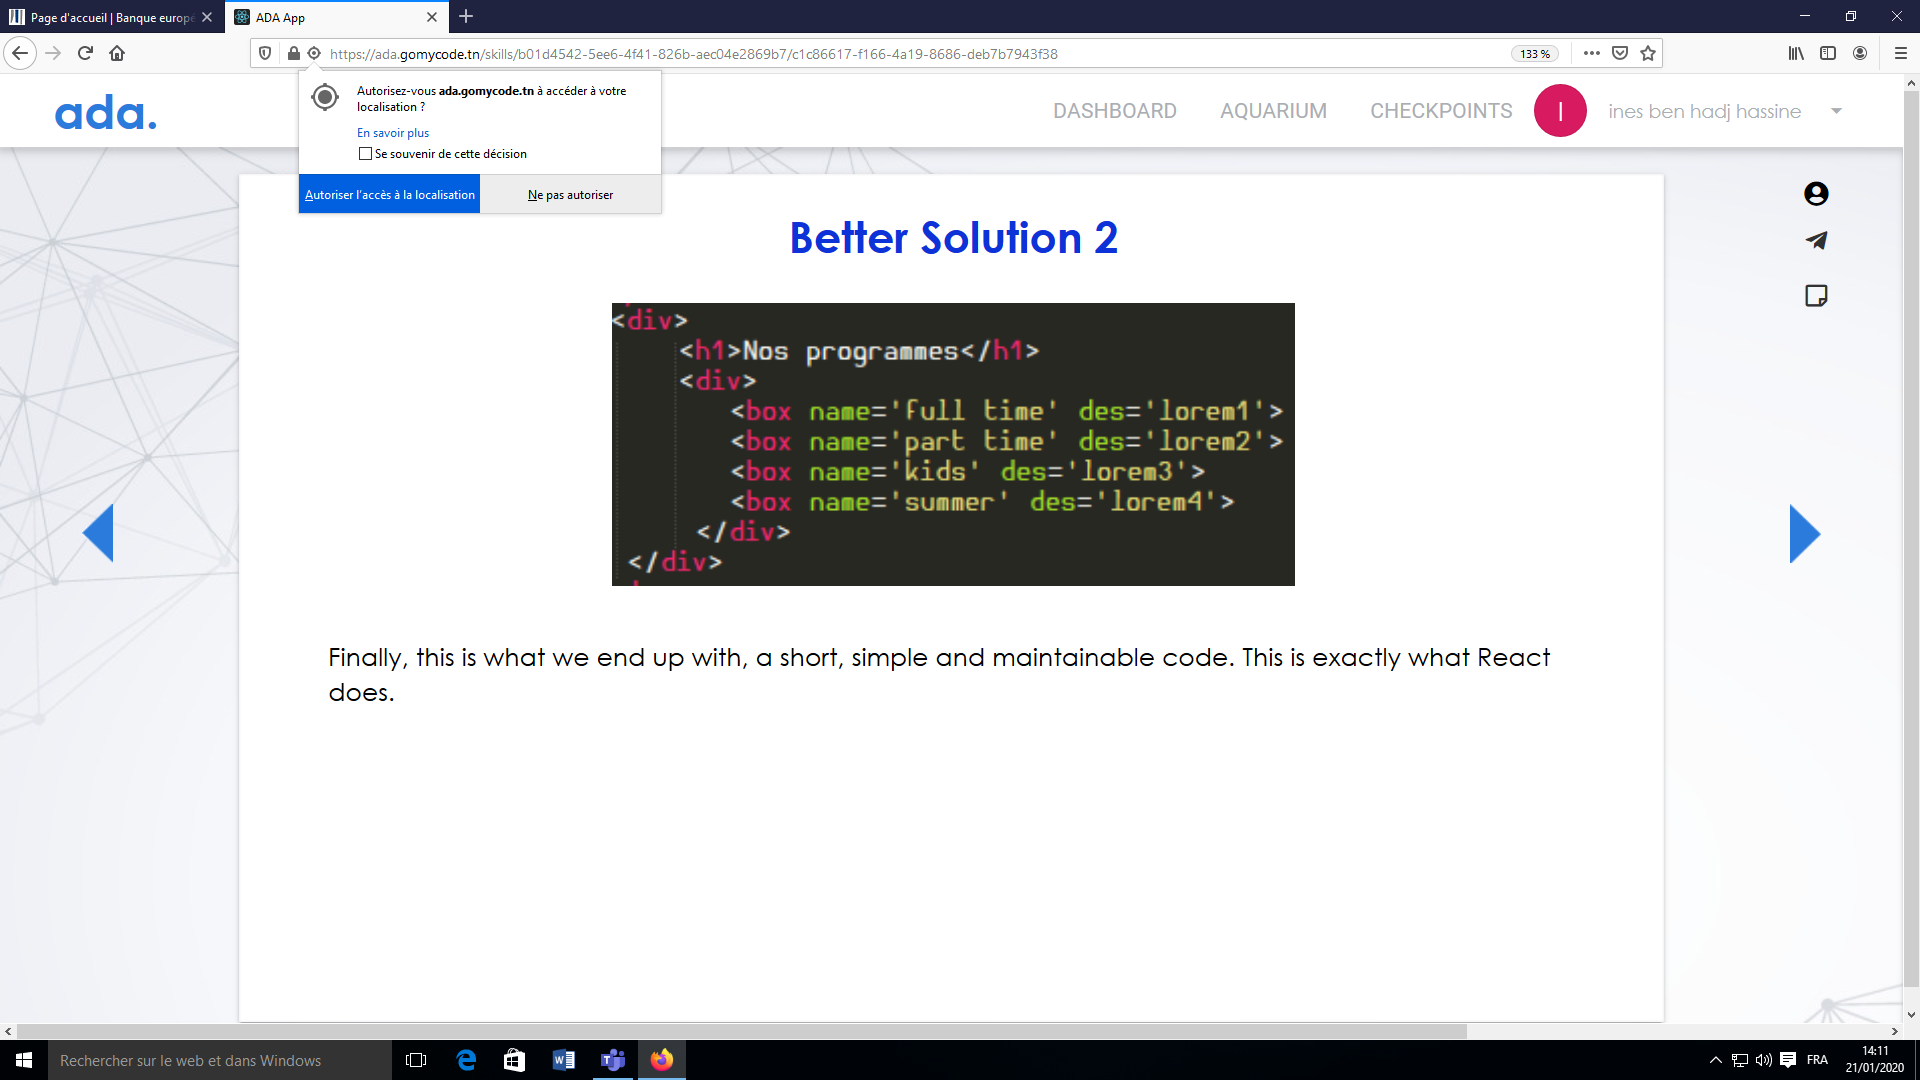 Page d'accueil | Banque europé
ADA App
https://ada.gomycode.tn/skills/b01d4542-5ee6-4f41-826b-aec04e2869b7/c1c86617-f166-4a19-8686-deb7b7943f38
133 %
Autorisez-vous ada.gomycode.tn à accéder à votre
localisation ?
En savoir plus
Se souvenir de cette décision
Autoriser l'accès à la localisation
Ne pas autoriser
ada.
DASHBOARD
AQUARIUM
CHECKPOINTS
I
ines ben hadj hassine
Better Solution 2
<div>
<h1>Nos programmes</h1>
<div>
<box name='full time' des='lorem1'>
<box name='part time' des='lorem2'>
<box name='kids' des='lorem3'>
<box name='summer' des='lorem4'>
</div>
</div>
Finally, this is what we end up with, a short, simple and maintainable code. This is exactly what React
does.
Rechercher sur le web et dans Windows
FRA
14:11
21/01/2020